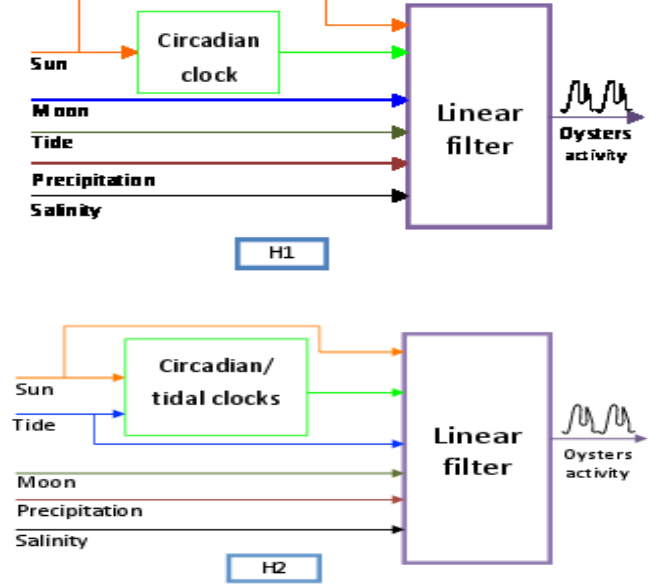 Circadian
clock
Sun
Moon
Tide
Precipitation
Salinity
Linear
filter
Oysters
activity
H1
Circadian/
tidal clocks
Sun
Tide
Moon
Precipitation
Salinity
Linear
filter
Oysters
activity
H2